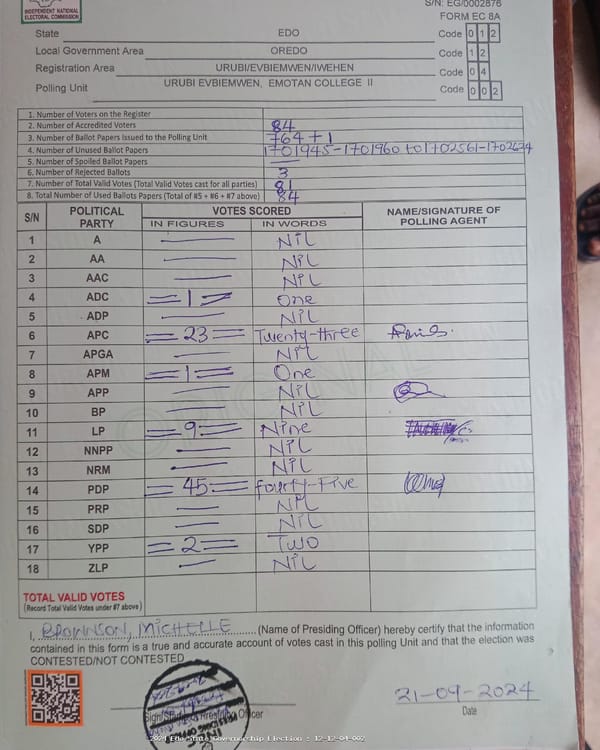 INDEPENDENT NATIONAL
ELECTORAL COMMISSION
S/N: EG/0002876
FORM EC 8A
State EDO Code 0 1 2
Local Government Area OREDO Code 1 2
Registration Area URUBI/EVBIEMWEN/IWEHEN Code 0 4
Polling Unit URUBI EVBIEMWEN, EMOTAN COLLEGE II Code 0 0 2
1. Number of Voters on the Register
2. Number of Accredited Voters 84
3. Number of Ballot Papers Issued to the Polling Unit 764+1
4. Number of Unused Ballot Papers 1701945-1701960 to 1702561-1702674
5. Number of Spoiled Ballot Papers —
6. Number of Rejected Ballots 3
7. Number of Total Valid Votes (Total Valid Votes cast for all parties) 81
8. Total Number of Used Ballots Papers (Total of #5 + #6 + #7 above) 84
S/N POLITICAL PARTY VOTES SCORED NAME/SIGNATURE OF POLLING AGENT
IN FIGURES IN WORDS
1 A — NiL
2 AA — NiL
3 AAC — NiL
4 ADC =1= One
5 ADP — NiL
6 APC =23= Twenty-three
7 APGA — NiL
8 APM =1= One
9 APP — NiL
10 BP — NiL
11 LP =9= Nine
12 NNPP — NiL
13 NRM — NiL
14 PDP =45= fourty-five
15 PRP — NiL
16 SDP — NiL
17 YPP =2= Two
18 ZLP — NiL
TOTAL VALID VOTES
(Record Total Valid Votes under #7 above)
I, MICHELLE (Name of Presiding Officer) hereby certify that the information
contained in this form is a true and accurate account of votes cast in this polling Unit and that the election was
CONTESTED/NOT CONTESTED
21-09-2024
Officer Date
2024 Edo State Governorship Election : 12-12-04-002